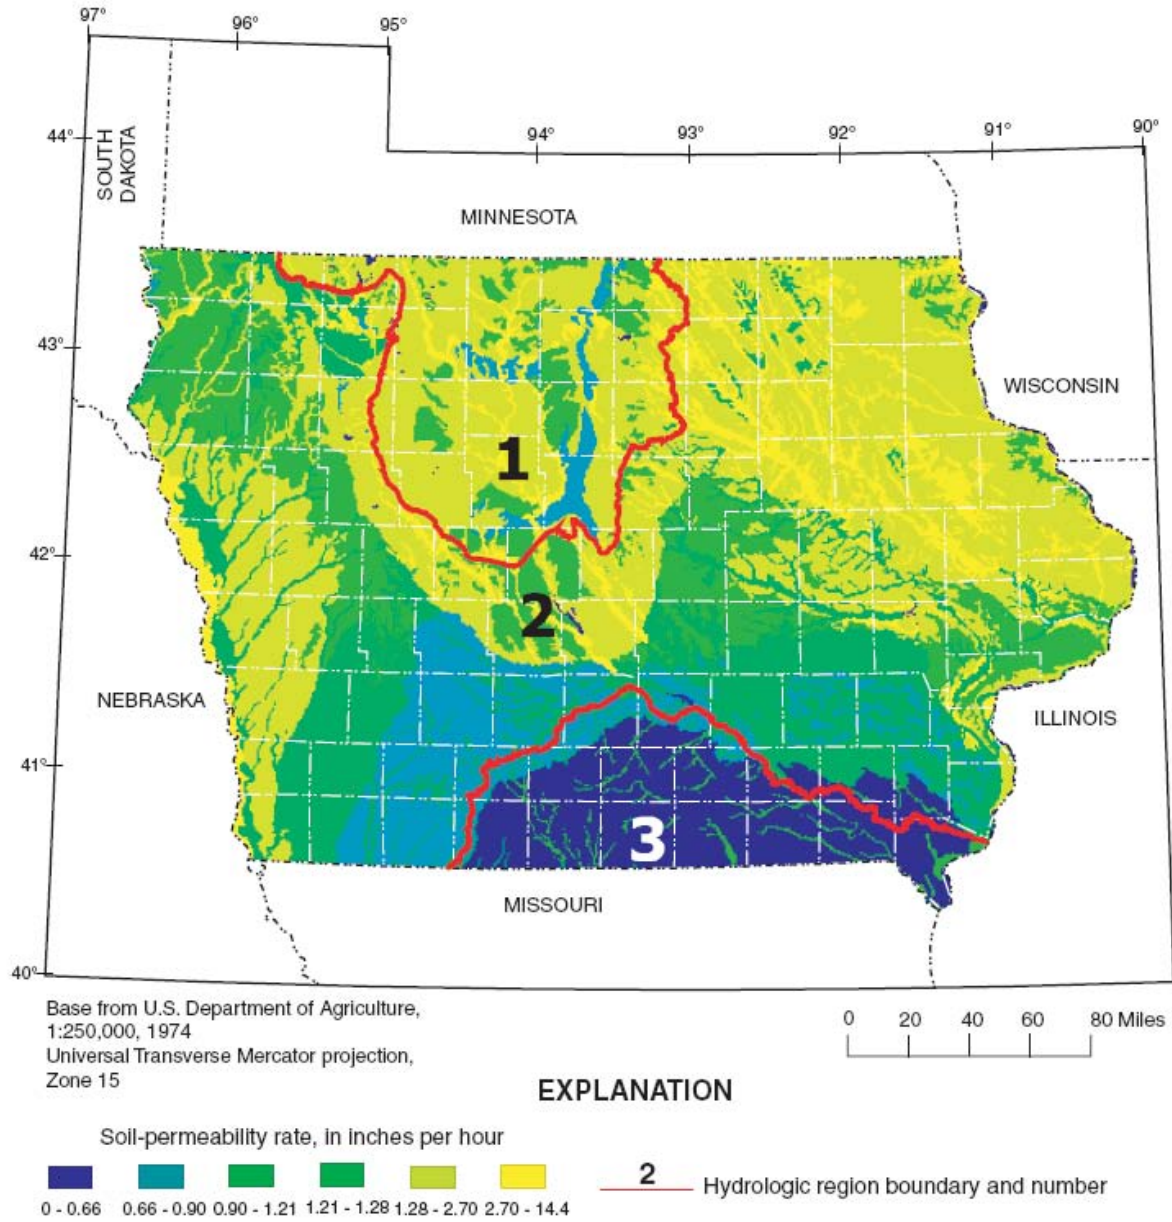 97°
96°
95°
44°
SOUTH
DAKOTA
94°
93°
92°
91°
90°
MINNESOTA
43°
WISCONSIN
1
42°
2
NEBRASKA
ILLINOIS
41°
3
MISSOURI
40°
Base from U.S. Department of Agriculture,
1:250,000, 1974
Universal Transverse Mercator projection,
Zone 15
0 20 40 60 80 Miles
EXPLANATION
Soil-permeability rate, in inches per hour
0 - 0.66 0.66 - 0.90 0.90 - 1.21 1.21 - 1.28 1.28 - 2.70 2.70 - 14.4
2 Hydrologic region boundary and number